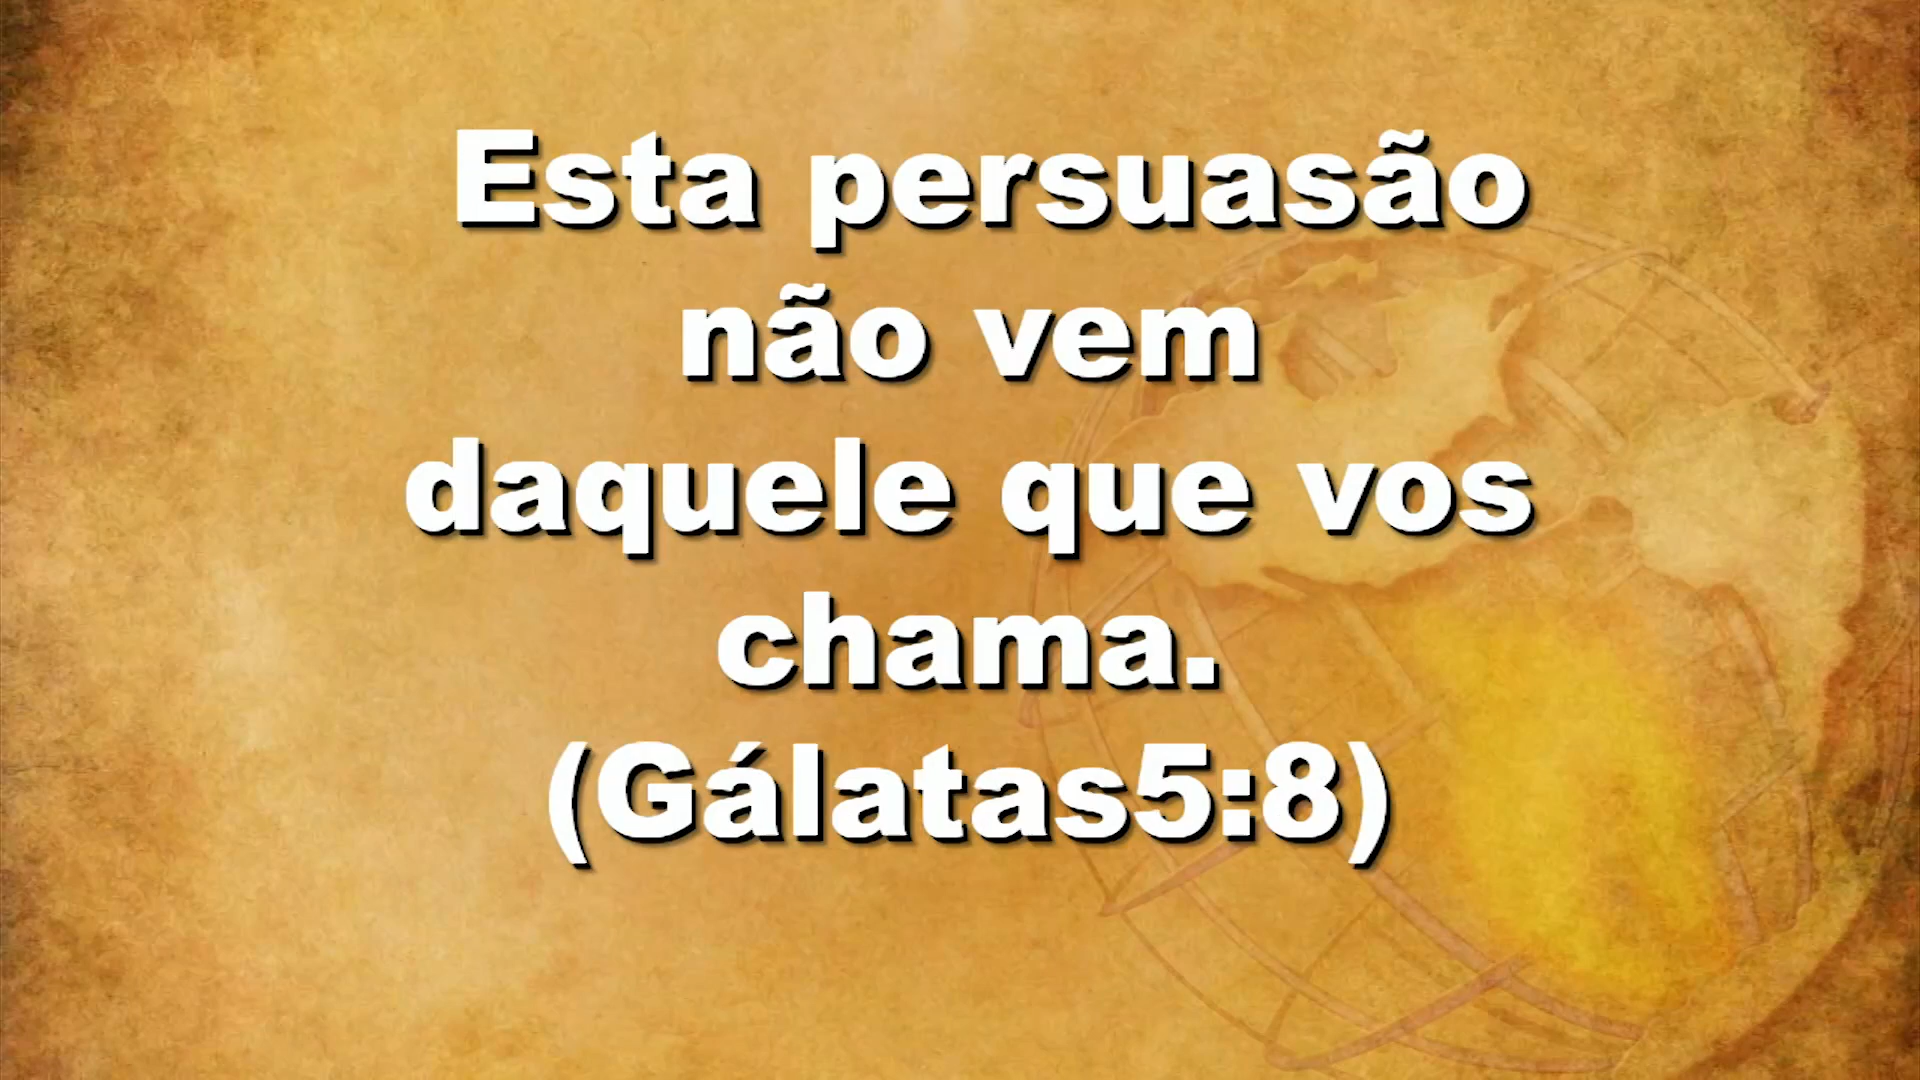 Esta persuasão
não vem
daquele que vos
chama.
(Gálatas5:8)